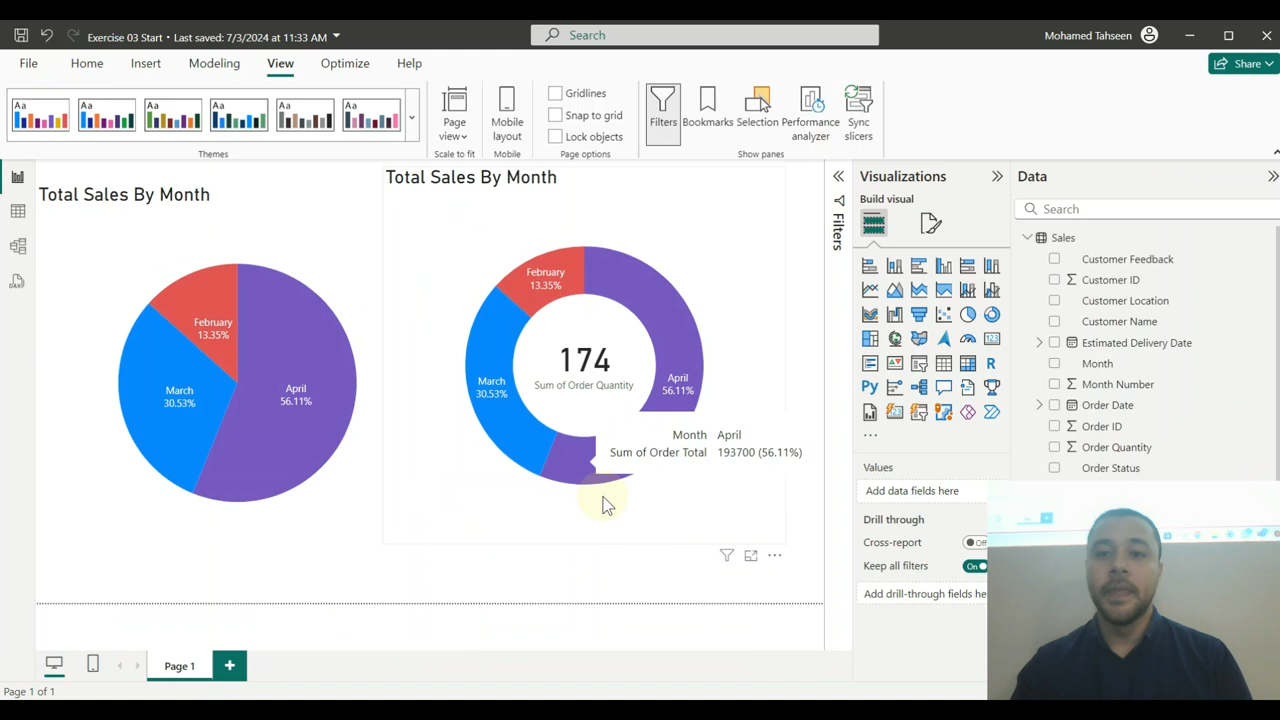 Exercise 03 Start • Last saved: 7/3/2024 at 11:33 AM
Search
Mohamed Tahseen
File Home Insert Modeling View Optimize Help
Share
Aa Aa Aa Aa Aa Aa
Page view
Mobile layout
Gridlines
Snap to grid
Lock objects
Filters
Bookmarks
Selection
Performance analyzer
Sync slicers
Themes
Scale to fit
Mobile
Page options
Show panes
Total Sales By Month
February
13.35%
March
30.53%
April
56.11%
Total Sales By Month
February
13.35%
March
30.53%
April
56.11%
174
Sum of Order Quantity
Month April
Sum of Order Total 193700 (56.11%)
Filters
Visualizations
Build visual
123
R
Py
Values
Add data fields here
Drill through
Cross-report
Off
Keep all filters
On
Add drill-through fields he
Data
Search
Sales
Customer Feedback
Customer ID
Customer Location
Customer Name
Estimated Delivery Date
Month
Month Number
Order Date
Order ID
Order Quantity
Order Status
Page 1
Page 1 of 1